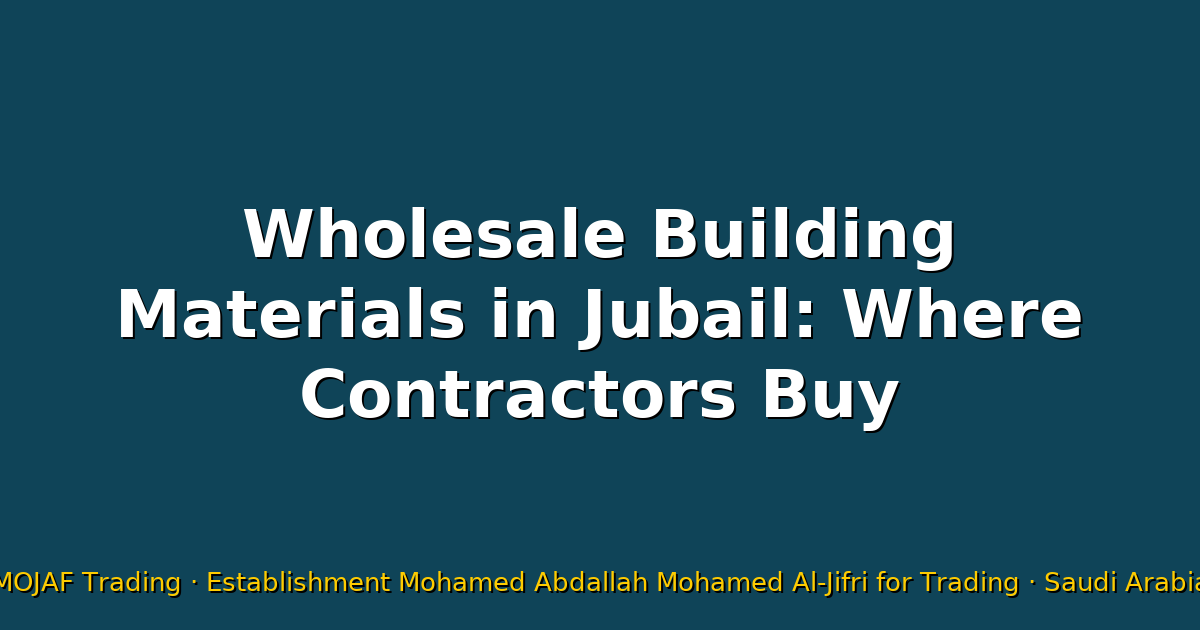 Wholesale Building
Materials in Jubail: Where
Contractors Buy
MOJAF Trading · Establishment Mohamed Abdallah Mohamed Al-Jifri for Trading · Saudi Arabia